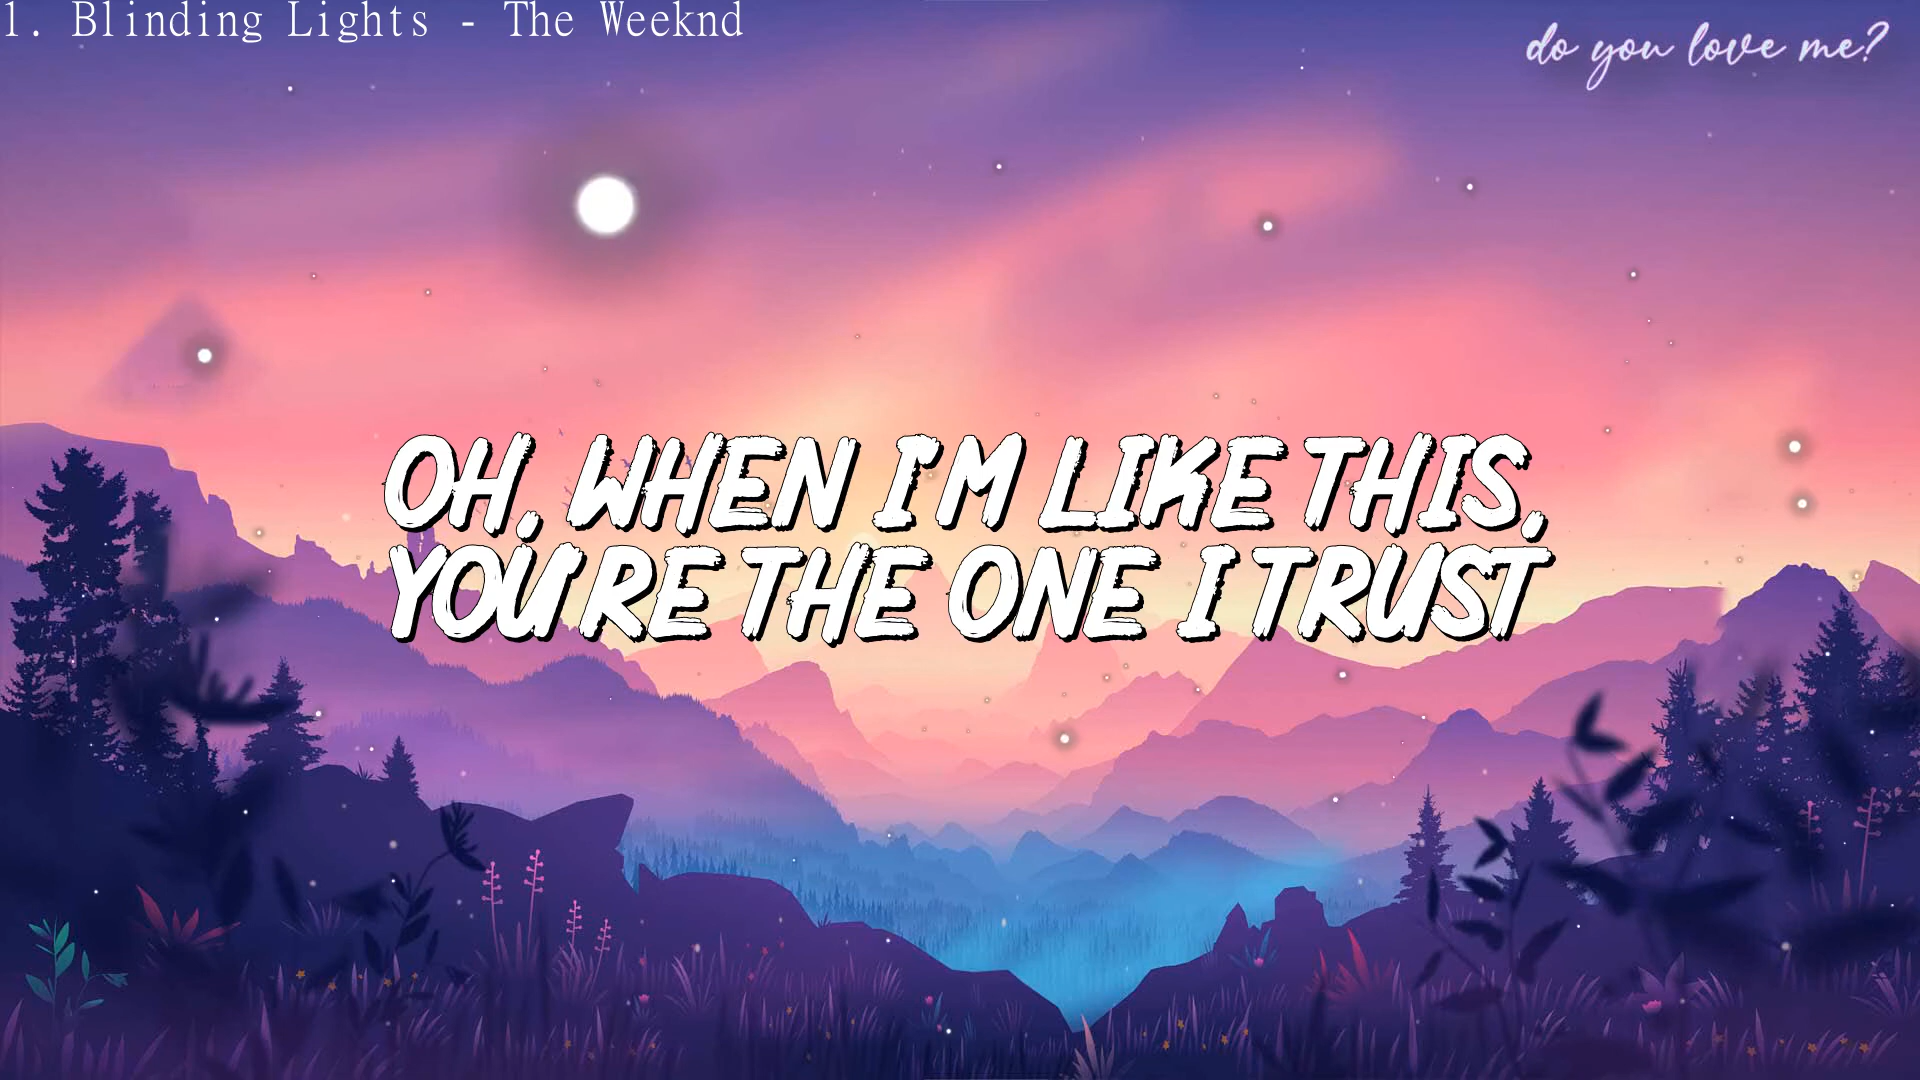 1. Blinding Lights - The Weeknd
do you love me?
OH, WHEN I'M LIKE THIS,
YOU'RE THE ONE I TRUST